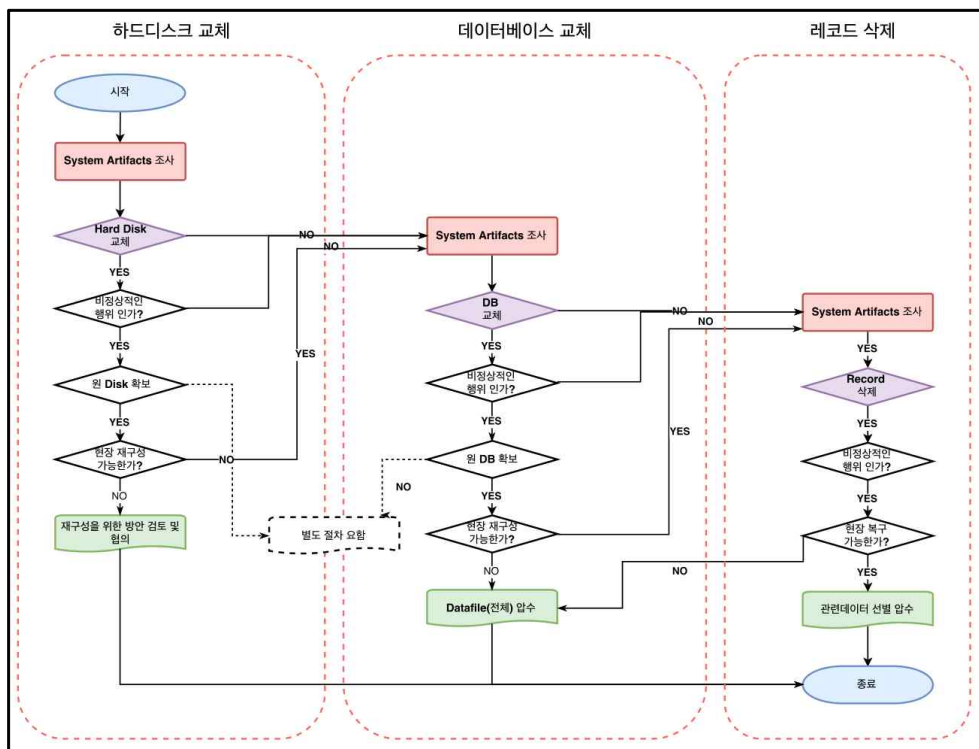 하드디스크 교체
데이터베이스 교체
레코드 삭제
시작
System Artifacts 조사
Hard Disk
교체
NO
NO
YES
비정상적인
행위 인가?
YES
원 Disk 확보
YES
YES
현장 재구성
가능한가?
NO
NO
재구성을 위한 방안 검토 및
협의
별도 절차 요함
System Artifacts 조사
DB
교체
NO
NO
YES
비정상적인
행위 인가?
YES
YES
원 DB 확보
NO
YES
현장 재구성
가능한가?
NO
Datafile(전체) 압수
System Artifacts 조사
YES
Record
삭제
YES
비정상적인
행위 인가?
YES
현장 복구
가능한가?
NO
YES
관련데이터 선별 압수
종료